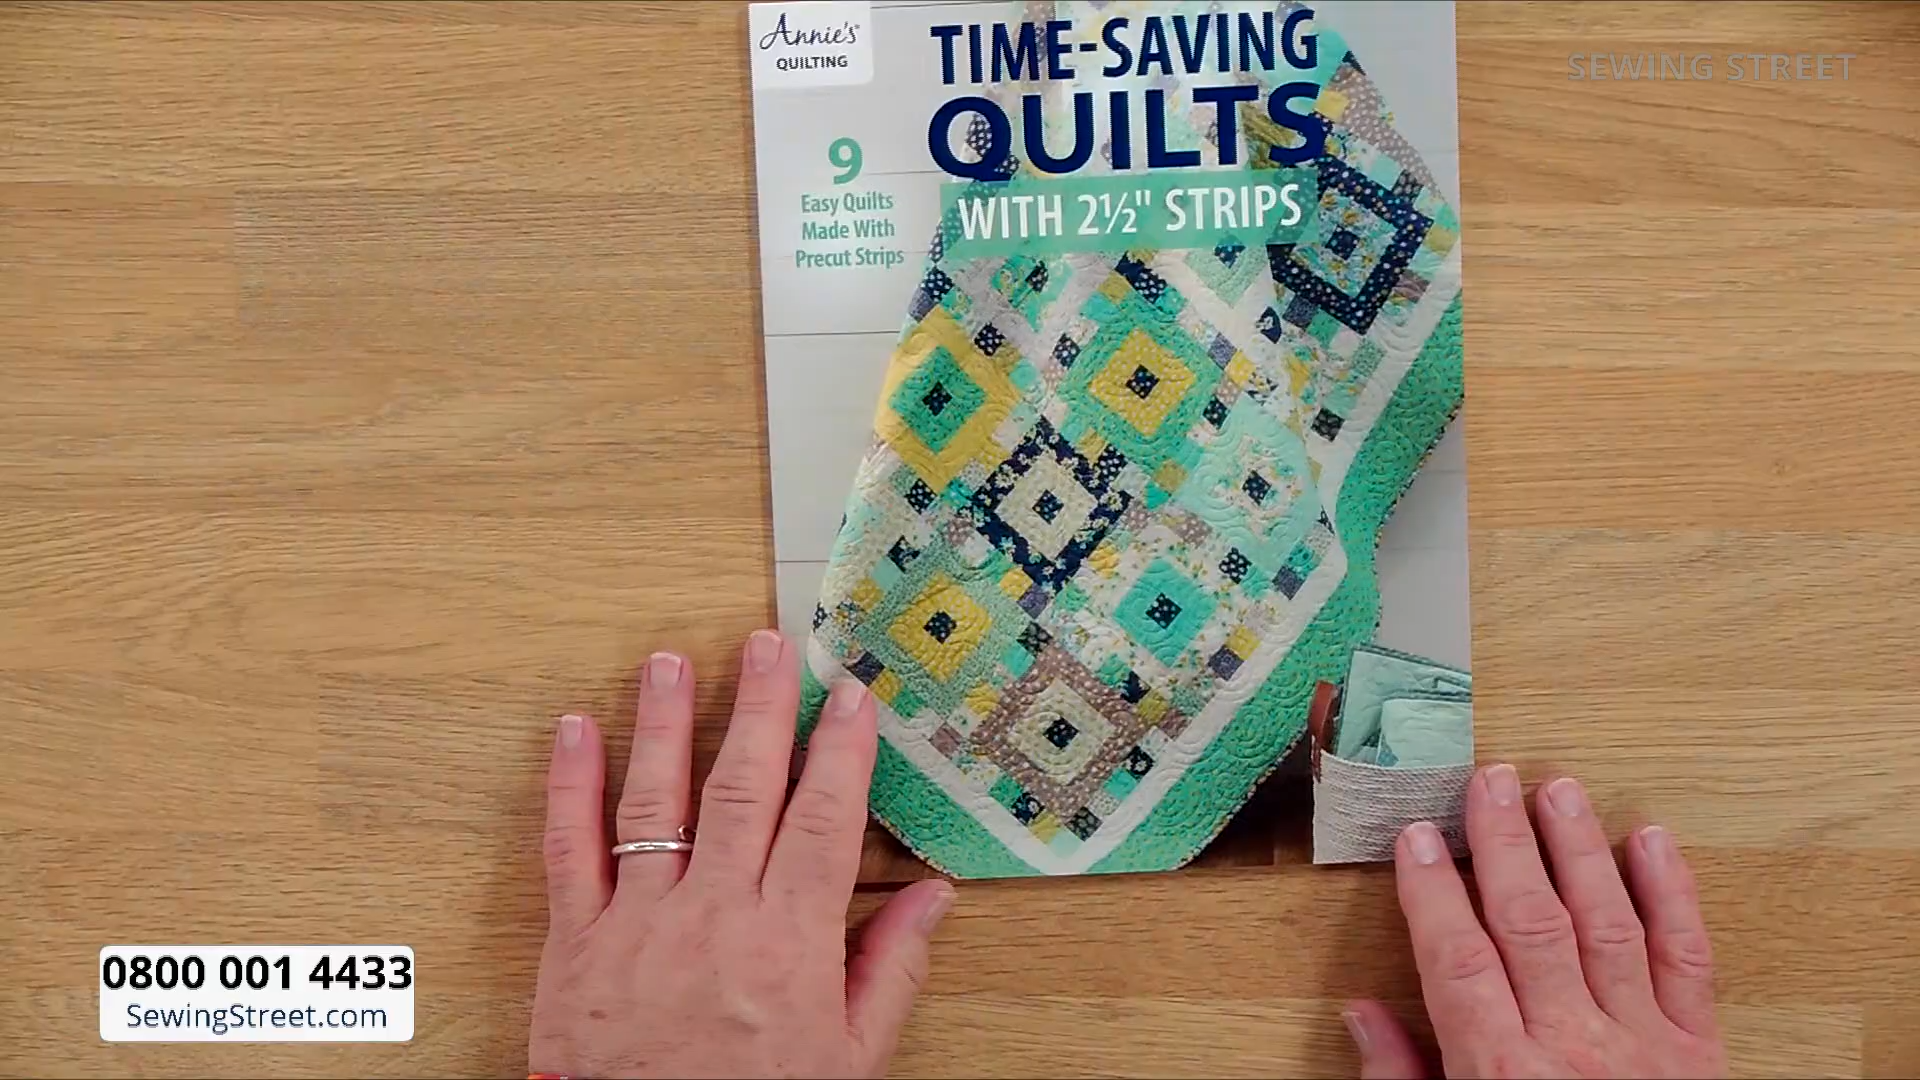 Annie's
QUILTING
TIME-SAVING
QUILTS
WITH 2½" STRIPS
9
Easy Quilts
Made With
Precut Strips
SEWING STREET
0800 001 4433
SewingStreet.com